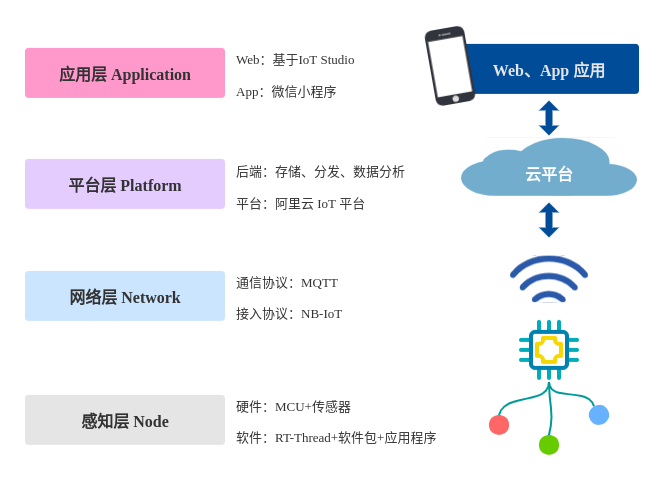 应用层 Application
Web：基于IoT Studio
App：微信小程序
Web、App 应用
平台层 Platform
后端：存储、分发、数据分析
平台：阿里云 IoT 平台
云平台
网络层 Network
通信协议：MQTT
接入协议：NB-IoT
感知层 Node
硬件：MCU+传感器
软件：RT-Thread+软件包+应用程序